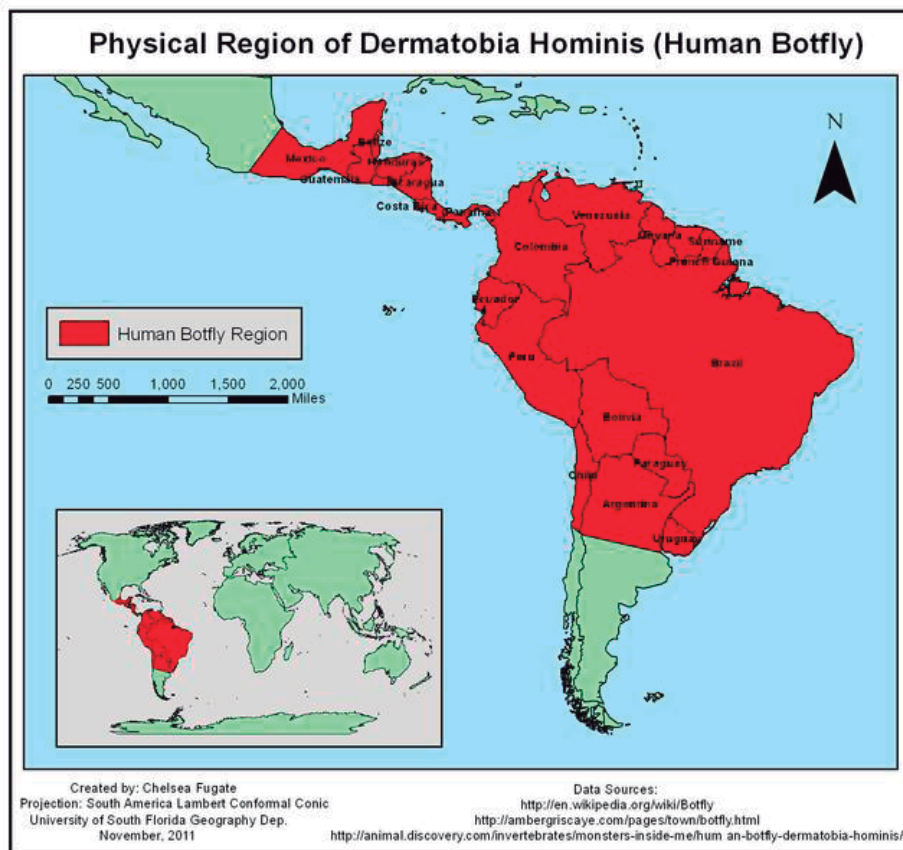 Physical Region of Dermatobia Hominis (Human Botfly)
N
Belize
Mexico
Honduras
Guatemala
Nicaragua
Costa Rica
Panama
Venezuela
Guyana
Suriname
Colombia
French Guiana
Ecuador
Human Botfly Region
Peru
Brazil
0 250 500 1,000 1,500 2,000
Miles
Bolivia
Paraguay
Chile
Argentina
Uruguay
Created by: Chelsea Fugate
Projection: South America Lambert Conformal Conic
University of South Florida Geography Dep.
November, 2011
Data Sources:
http://en.wikipedia.org/wiki/Botfly
http://ambergriscaye.com/pages/town/botfly.html
http://animal.discovery.com/invertebrates/monsters-inside-me/hum an-botfly-dermatobia-hominis/